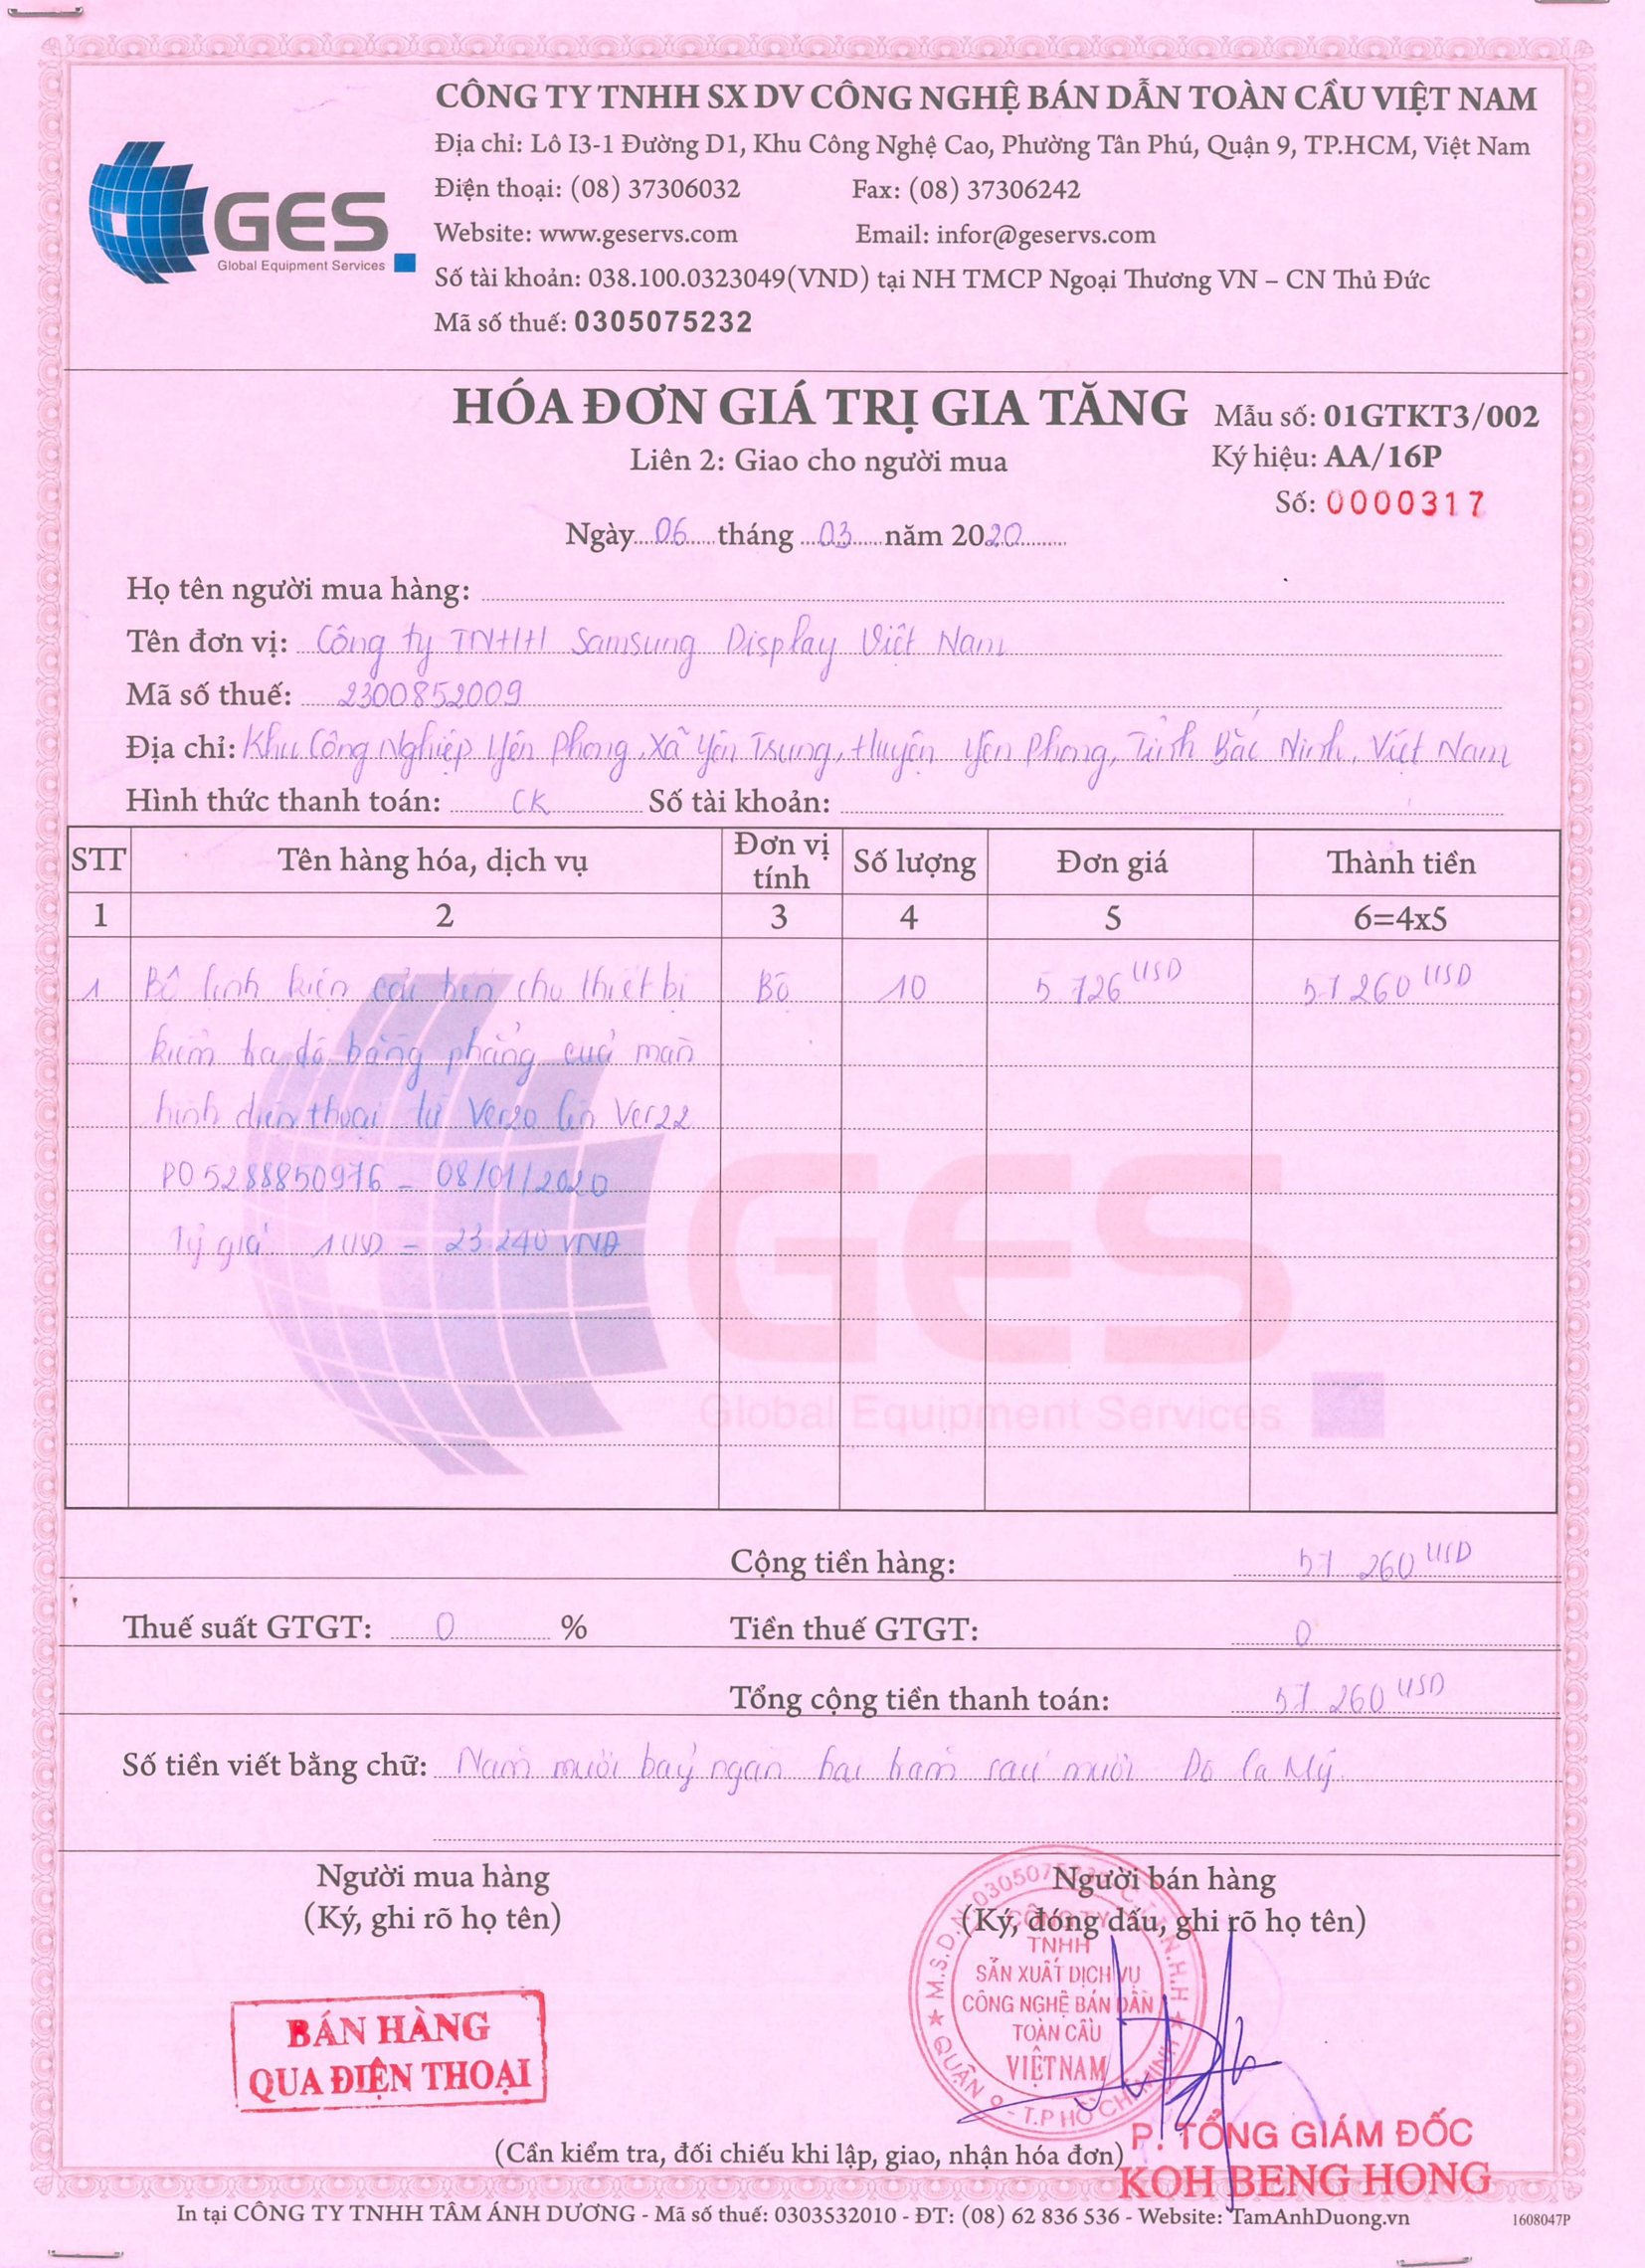 CÔNG TY TNHH SX DV CÔNG NGHỆ BÁN DẪN TOÀN CẦU VIỆT NAM
Địa chỉ: Lô I3-1 Đường D1, Khu Công Nghệ Cao, Phường Tân Phú, Quận 9, TP.HCM, Việt Nam
Điện thoại: (08) 37306032 Fax: (08) 37306242
GES
Website: www.geservs.com Email: infor@geservs.com
Global Equipment Services
Số tài khoản: 038.100.0323049(VND) tại NH TMCP Ngoại Thương VN – CN Thủ Đức
Mã số thuế: 0305075232
HÓA ĐƠN GIÁ TRỊ GIA TĂNG Mẫu số: 01GTKT3/002
Liên 2: Giao cho người mua Ký hiệu: AA/16P
Số: 0000317
Ngày 06 tháng 03 năm 2020
Họ tên người mua hàng:
Tên đơn vị: Công ty TNHH Samsung Display Việt Nam
Mã số thuế: 2300852009
Địa chỉ: Khu Công Nghiệp Yên Phong, Xã Yên Trung, Huyện Yên Phong, Tỉnh Bắc Ninh, Việt Nam
Hình thức thanh toán: CK Số tài khoản:
STT Tên hàng hóa, dịch vụ Đơn vị tính Số lượng Đơn giá Thành tiền
1 2 3 4 5 6=4x5
1 Bộ linh kiện cải tiến cho thiết bị Bộ 10 5.726 USD 57 260 USD
kiểm tra độ bằng phẳng của màn
hình điện thoại từ Ver20 lên Ver22
PO 5288850976 - 08/01/2020
Tỷ giá 1USD = 23.240 VNĐ
GES
Global Equipment Services
Cộng tiền hàng: 57 260 USD
Thuế suất GTGT: 0 % Tiền thuế GTGT: 0
Tổng cộng tiền thanh toán: 57 260 USD
Số tiền viết bằng chữ: Năm mươi bảy ngàn hai trăm sáu mươi Đô la Mỹ
Người mua hàng Người bán hàng
(Ký, ghi rõ họ tên) (Ký, đóng dấu, ghi rõ họ tên)
CÔNG TY
TNHH
SẢN XUẤT DỊCH VỤ
CÔNG NGHỆ BÁN DẪN
TOÀN CẦU
VIỆT NAM
QUẬN 9 - T.P HỒ CHÍ MINH
BÁN HÀNG
QUA ĐIỆN THOẠI
P. TỔNG GIÁM ĐỐC
(Cần kiểm tra, đối chiếu khi lập, giao, nhận hóa đơn)
KOH BENG HONG
In tại CÔNG TY TNHH TÂM ÁNH DƯƠNG - Mã số thuế: 0303532010 - ĐT: (08) 62 836 536 - Website: TamAnhDuong.vn 1608047P